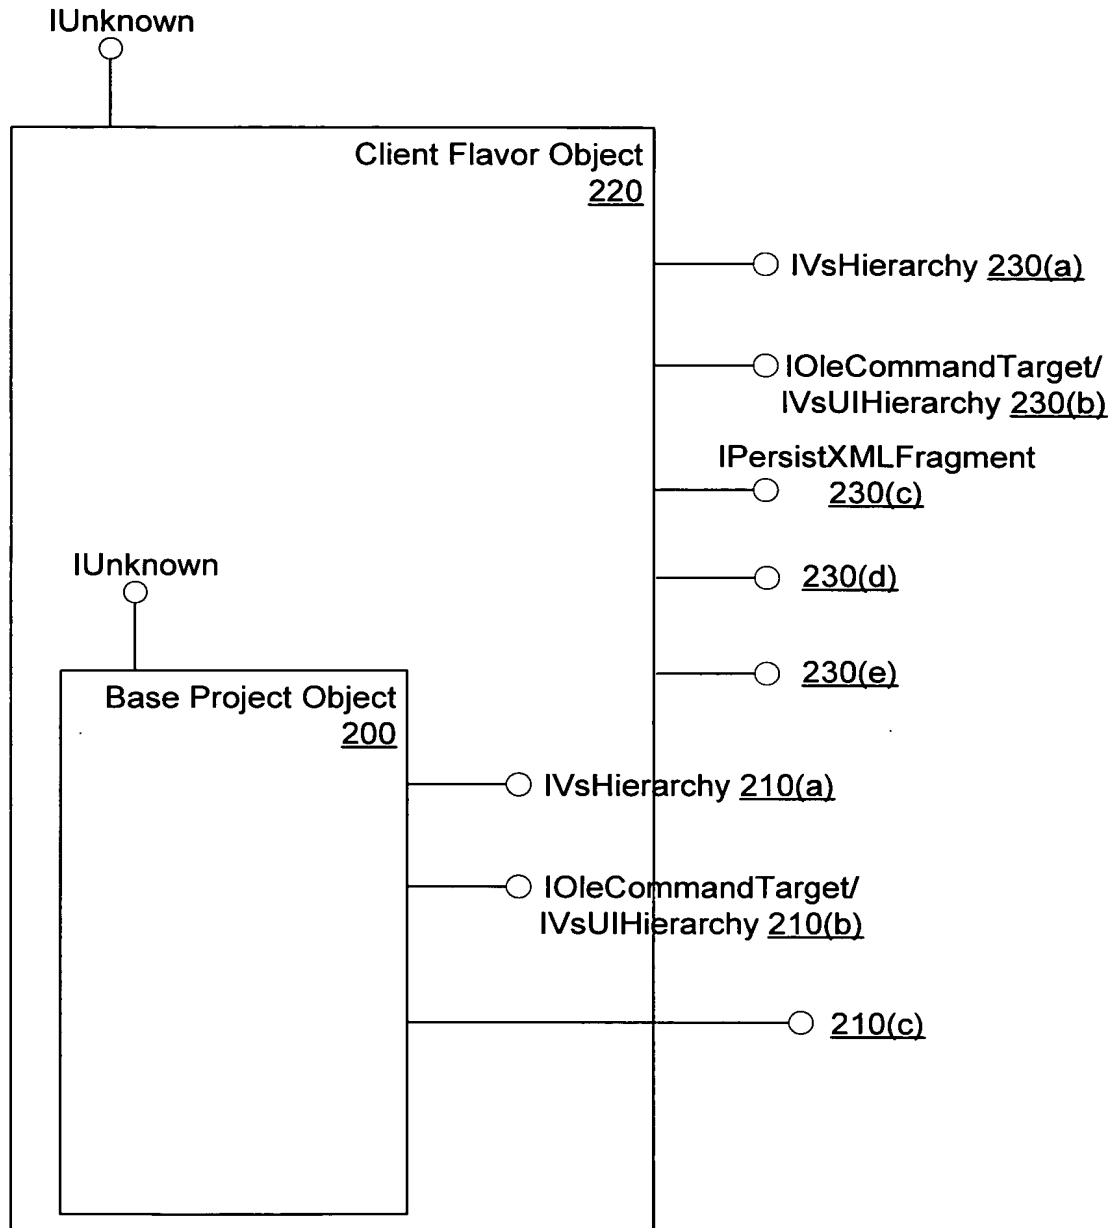 IUnknown
Client Flavor Object
220
IVsHierarchy 230(a)
IOleCommandTarget/
IVsUIHierarchy 230(b)
IPersistXMLFragment
230(c)
IUnknown
230(d)
230(e)
Base Project Object
200
IVsHierarchy 210(a)
IOleCommandTarget/
IVsUIHierarchy 210(b)
210(c)